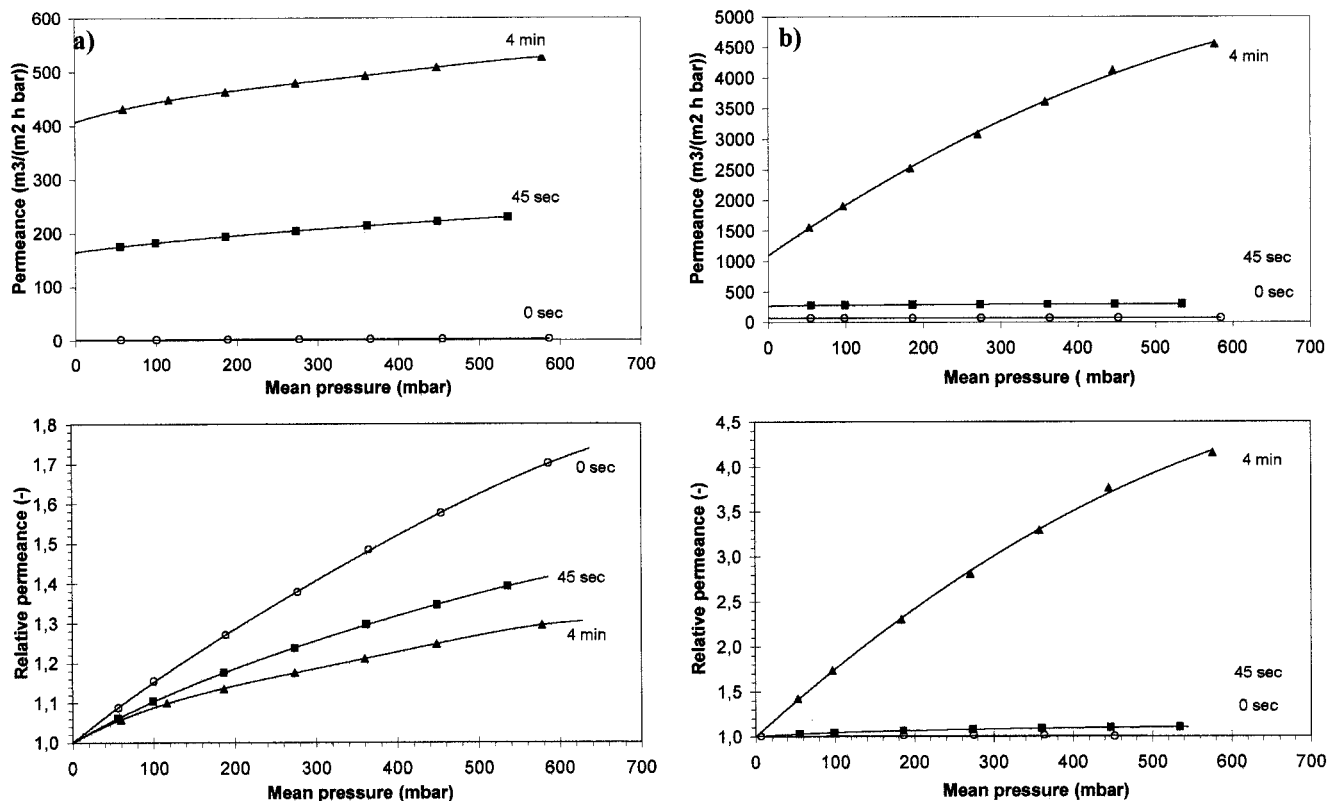 a)
Permeance (m3/(m2 h bar))
600
500
400
300
200
100
0
4 min
45 sec
0 sec
0 100 200 300 400 500 600 700
Mean pressure (mbar)
b)
Permeance (m3/(m2 h bar))
5000
4500
4000
3500
3000
2500
2000
1500
1000
500
0
4 min
45 sec
0 sec
0 100 200 300 400 500 600 700
Mean pressure ( mbar)
Relative permeance (-)
1,8
1,7
1,6
1,5
1,4
1,3
1,2
1,1
1,0
0 sec
45 sec
4 min
0 100 200 300 400 500 600 700
Mean pressure (mbar)
Relative permeance (-)
4,5
4,0
3,5
3,0
2,5
2,0
1,5
1,0
4 min
45 sec
0 sec
0 100 200 300 400 500 600 700
Mean pressure (mbar)